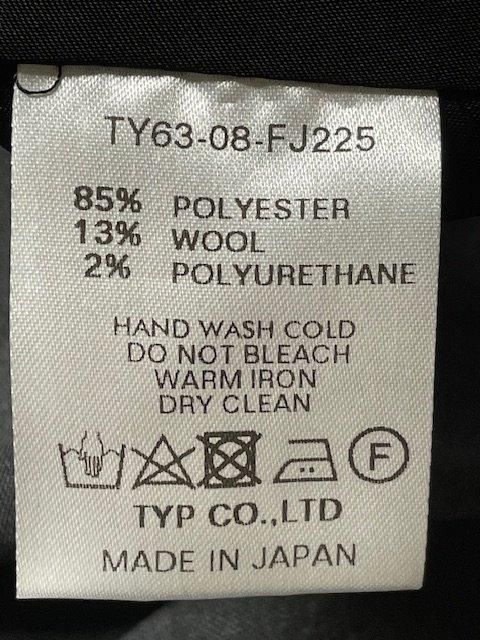 TY63-08-FJ225
85% POLYESTER
13% WOOL
2% POLYURETHANE
HAND WASH COLD
DO NOT BLEACH
WARM IRON
DRY CLEAN
F
TYP CO.,LTD
MADE IN JAPAN